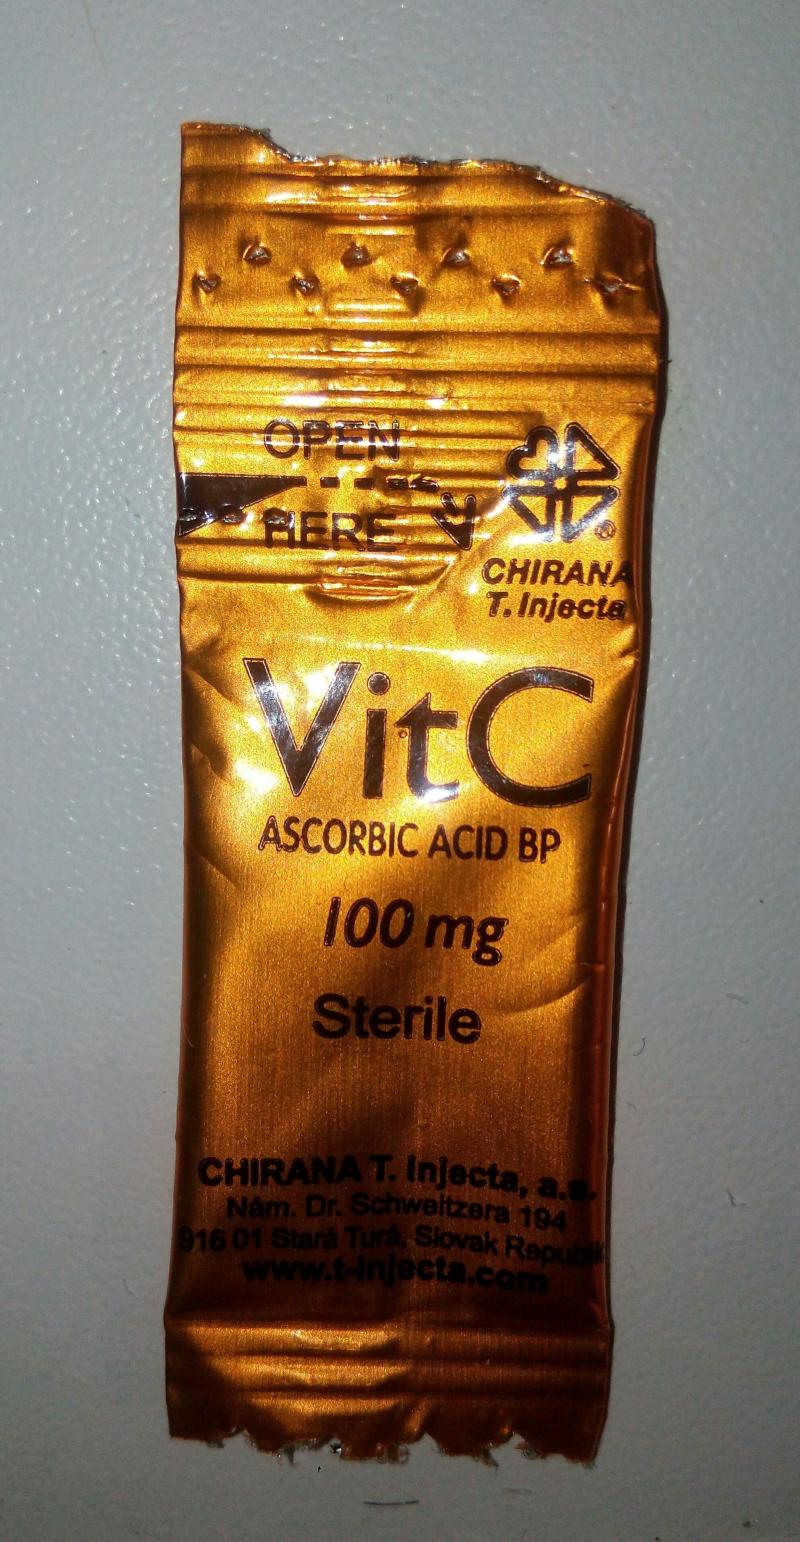 OPEN
HERE
®
CHIRANA
T. Injecta
VitC
ASCORBIC ACID BP
100 mg
Sterile
CHIRANA T. Injecta, a.s.
Nám. Dr. Schweitzera 194
916 01 Stará Turá, Slovak Republik
www.t-injecta.com